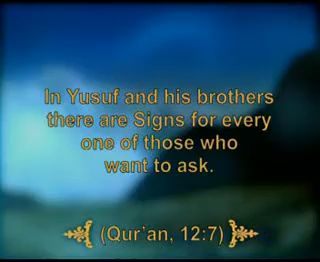 In Yusuf and his brothers
there are Signs for every
one of those who
want to ask.
(Qur'an, 12:7)